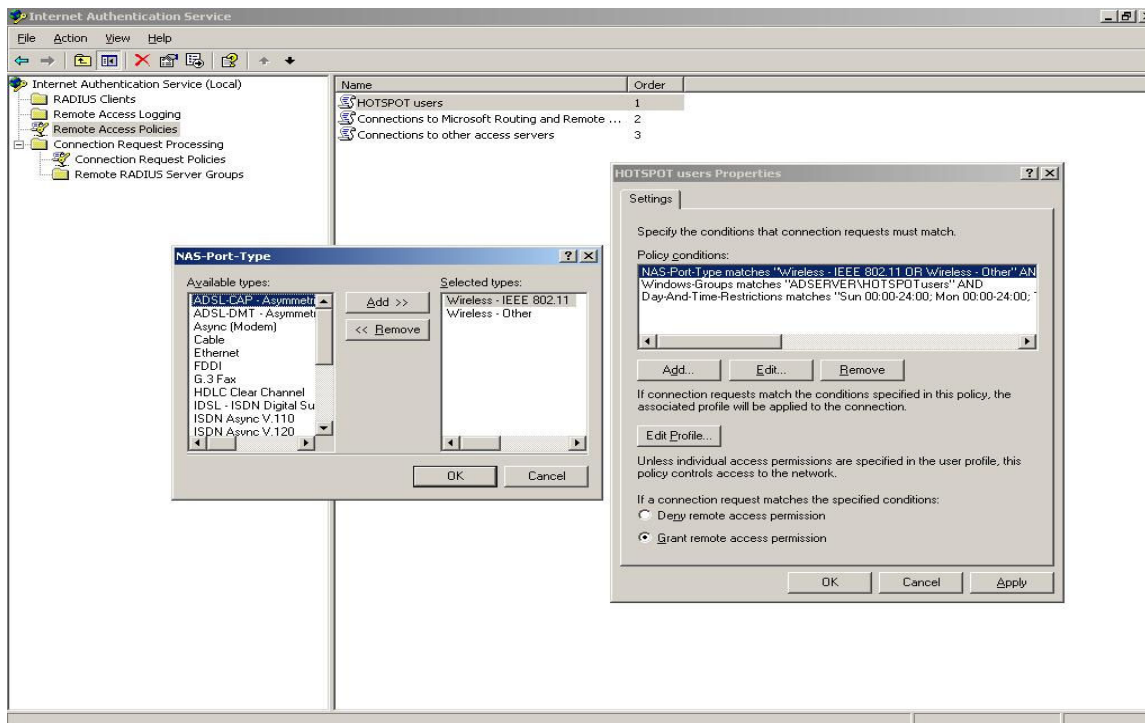 Internet Authentication Service
File Action View Help
Internet Authentication Service (Local)
RADIUS Clients
Remote Access Logging
Remote Access Policies
Connection Request Processing
Connection Request Policies
Remote RADIUS Server Groups
Name Order
HOTSPOT users 1
Connections to Microsoft Routing and Remote ... 2
Connections to other access servers 3
NAS-Port-Type
Available types:
ADSL-CAP - Asymmetri
ADSL-DMT - Asymmeti
Async (Modem)
Cable
Ethernet
FDDI
G.3 Fax
HDLC Clear Channel
IDSL - ISDN Digital Su
ISDN Async V.110
ISDN Async V.120
Add >>
<< Remove
Selected types:
Wireless - IEEE 802.11
Wireless - Other
OK Cancel
HOTSPOT users Properties
Settings
Specify the conditions that connection requests must match.
Policy conditions:
NAS-Port-Type matches "Wireless - IEEE 802.11 OR Wireless - Other" AN
Windows-Groups matches "ADSERVER\HOTSPOTusers" AND
Day-And-Time-Restrictions matches "Sun 00:00-24:00; Mon 00:00-24:00;
Add... Edit... Remove
If connection requests match the conditions specified in this policy, the
associated profile will be applied to the connection.
Edit Profile...
Unless individual access permissions are specified in the user profile, this
policy controls access to the network.
If a connection request matches the specified conditions:
Deny remote access permission
Grant remote access permission
OK Cancel Apply